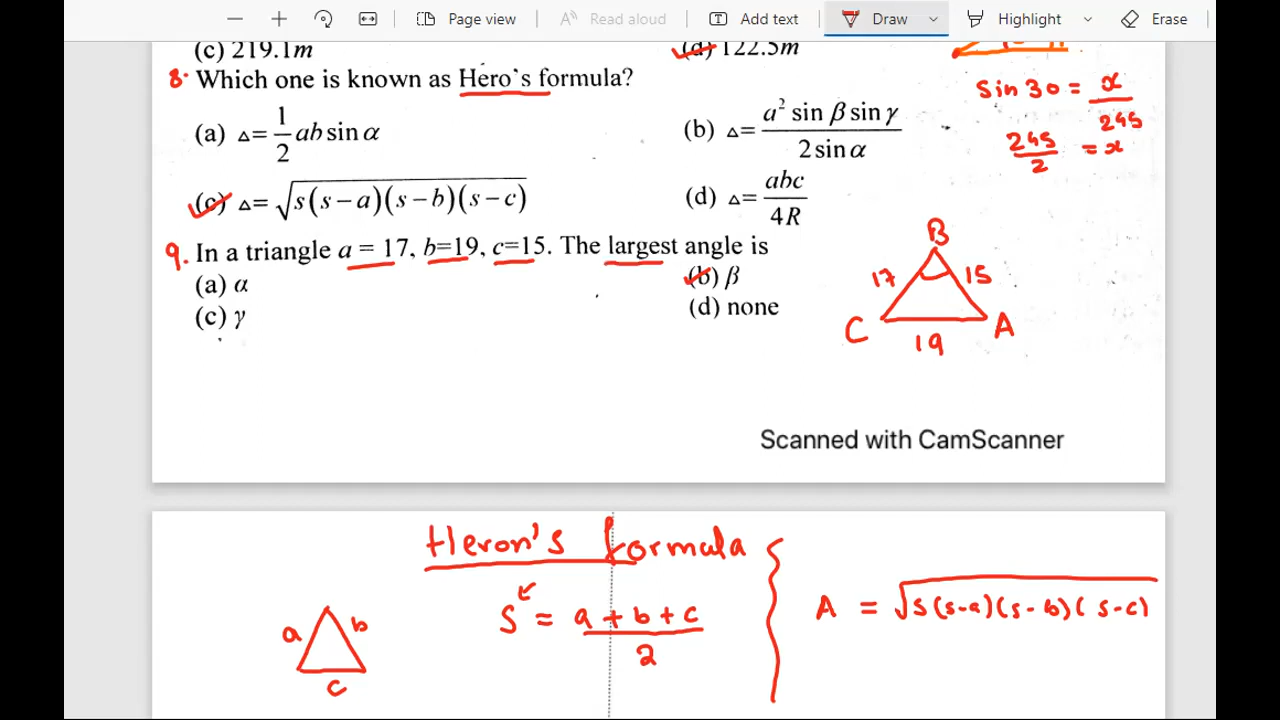 Page view
Read aloud
Add text
Draw
Highlight
Erase
(c) 219.1m
(d) 122.5m
8. Which one is known as Hero's formula?
(a) △= 1/2 ab sin α
(b) △= a² sin β sin γ / 2 sin α
(c) △= √s(s−a)(s−b)(s−c)
(d) △= abc / 4R
sin 30 = x / 245
245 / 2 = x
9. In a triangle a = 17, b=19, c=15. The largest angle is
(a) α
(b) β
(c) γ
(d) none
B
17
15
C
A
19
Scanned with CamScanner
Heron's formula
a
b
c
S = a + b + c / 2
A = √s(s-a)(s-b)(s-c)